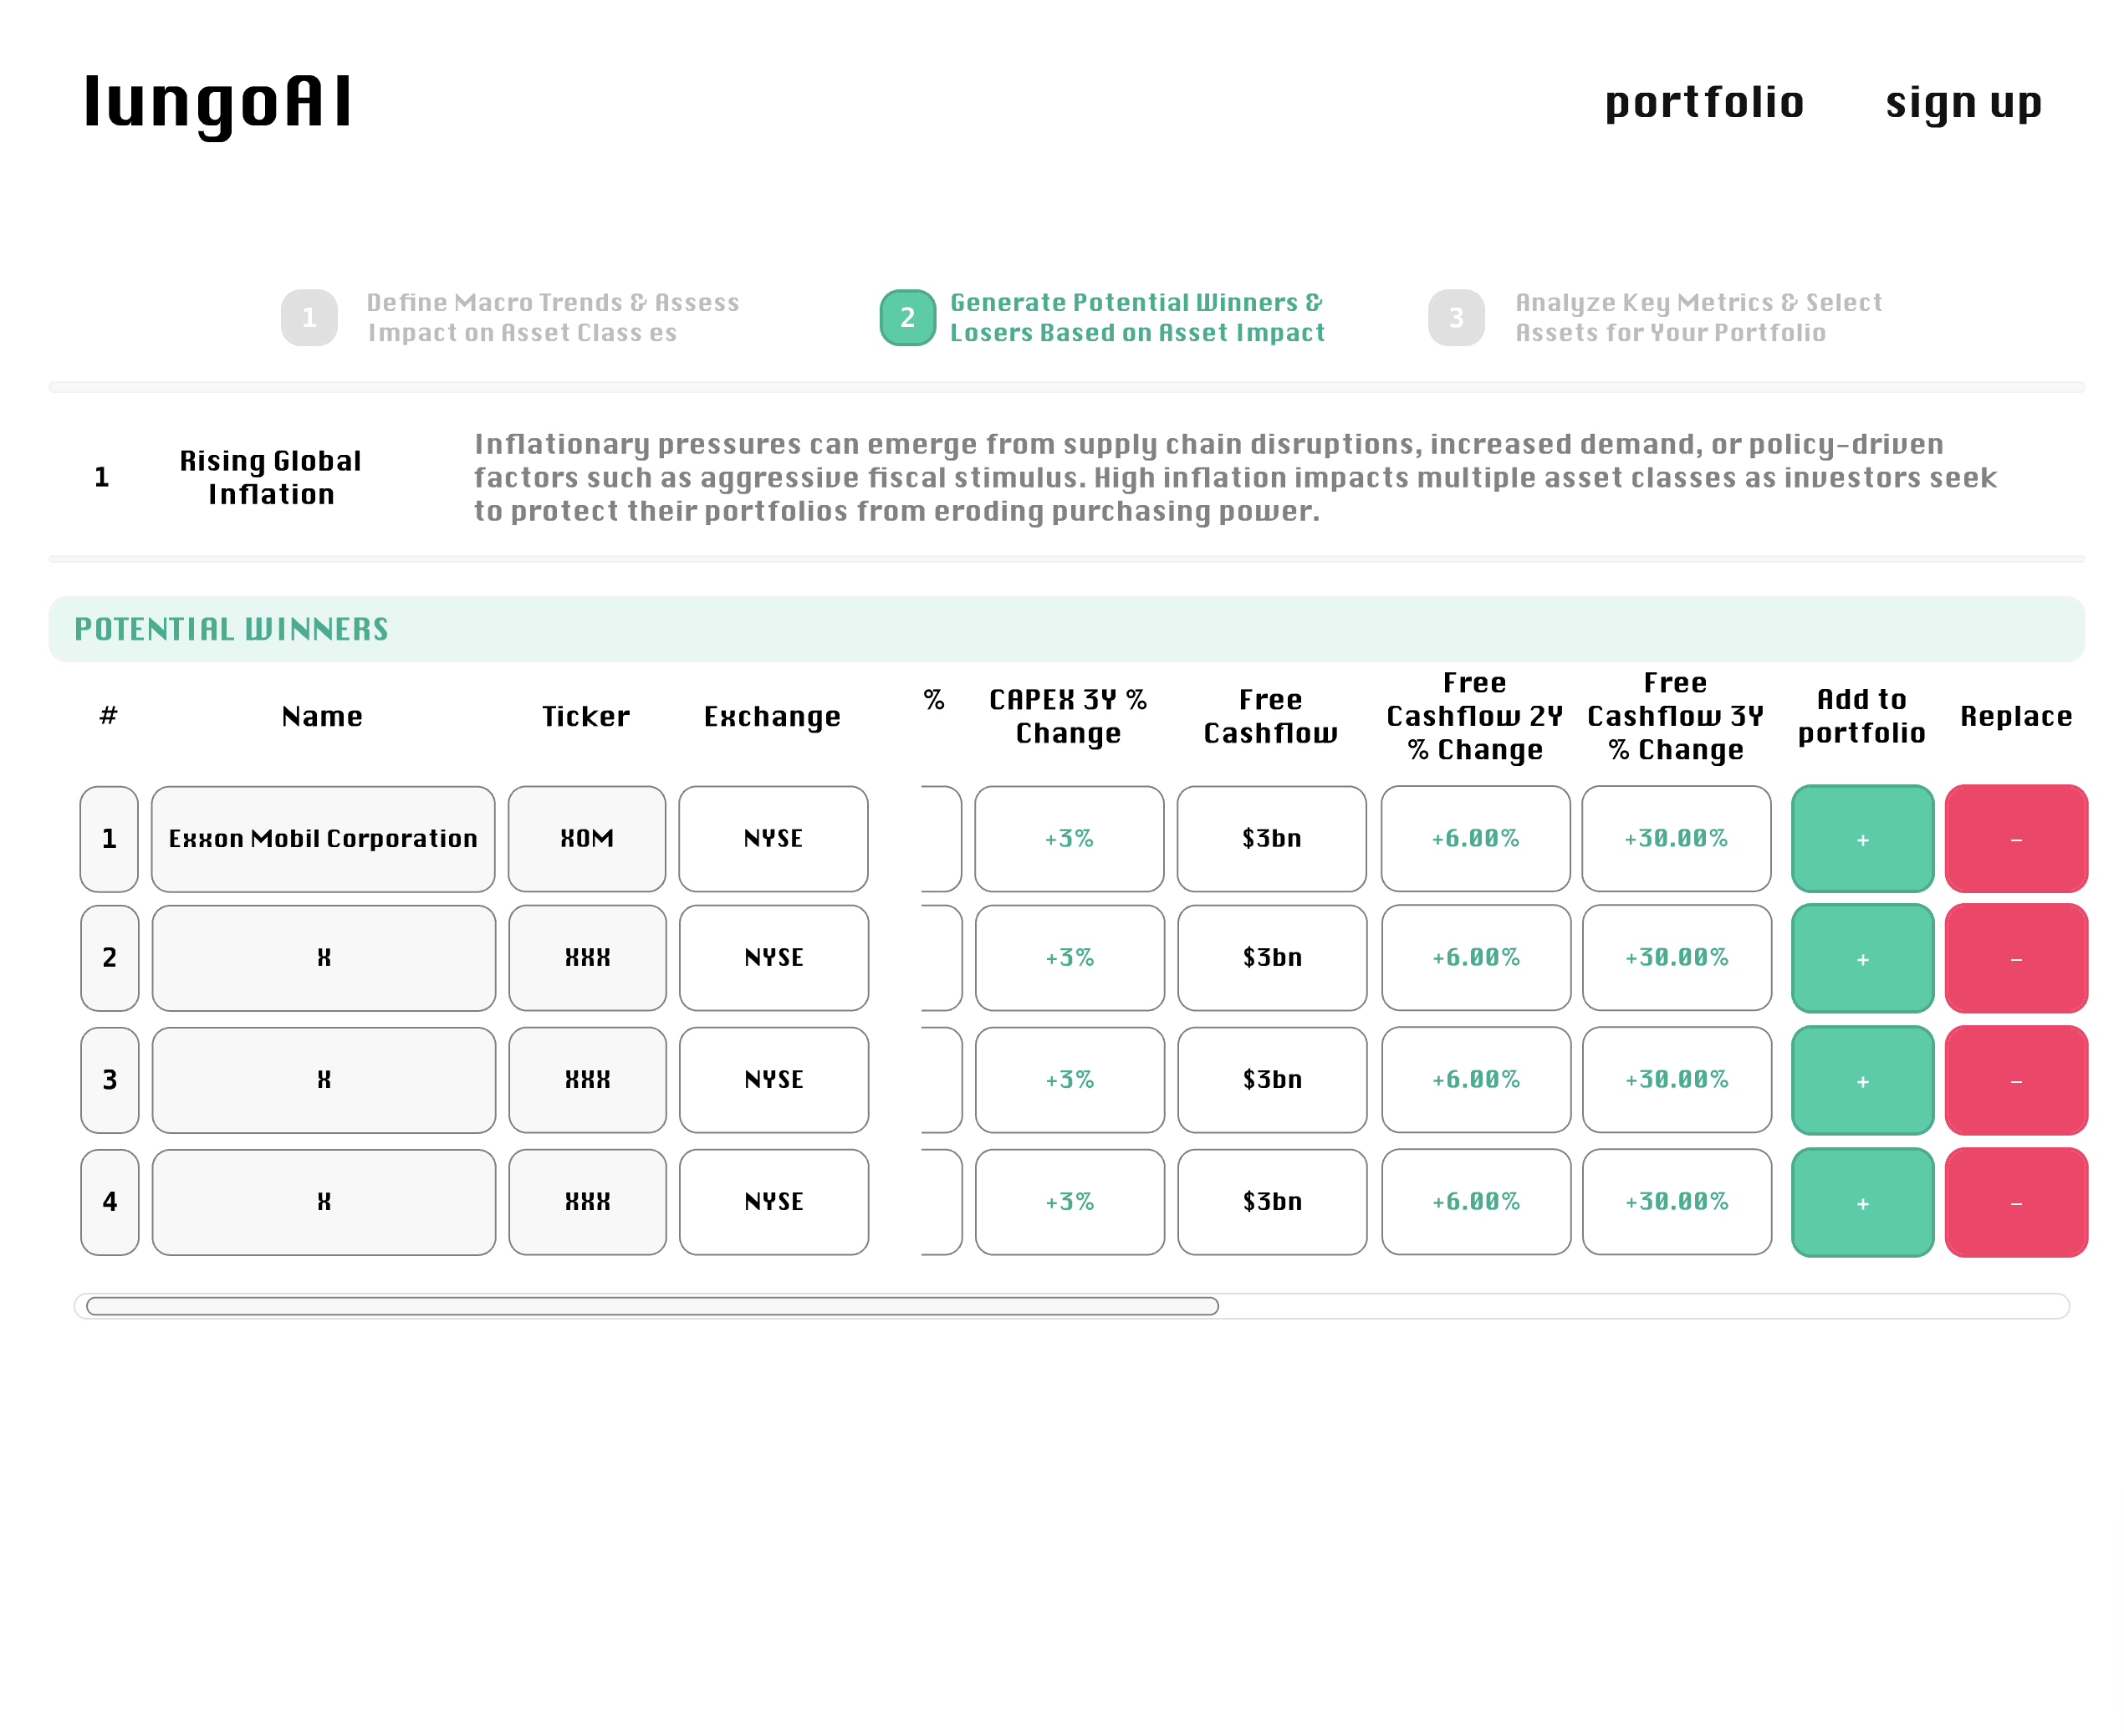 lungoAI
portfolio
sign up
1
Define Macro Trends & Assess
Impact on Asset Class es
2
Generate Potential Winners &
Losers Based on Asset Impact
3
Analyze Key Metrics & Select
Assets for Your Portfolio
1
Rising Global
Inflation
Inflationary pressures can emerge from supply chain disruptions, increased demand, or policy-driven
factors such as aggressive fiscal stimulus. High inflation impacts multiple asset classes as investors seek
to protect their portfolios from eroding purchasing power.
POTENTIAL WINNERS
#
Name
Ticker
Exchange
%
CAPEX 3Y %
Change
Free
Cashflow
Free
Cashflow 2Y
% Change
Free
Cashflow 3Y
% Change
Add to
portfolio
Replace
1
Exxon Mobil Corporation
XOM
NYSE
+3%
$3bn
+6.00%
+30.00%
+
-
2
X
XXX
NYSE
+3%
$3bn
+6.00%
+30.00%
+
-
3
X
XXX
NYSE
+3%
$3bn
+6.00%
+30.00%
+
-
4
X
XXX
NYSE
+3%
$3bn
+6.00%
+30.00%
+
-